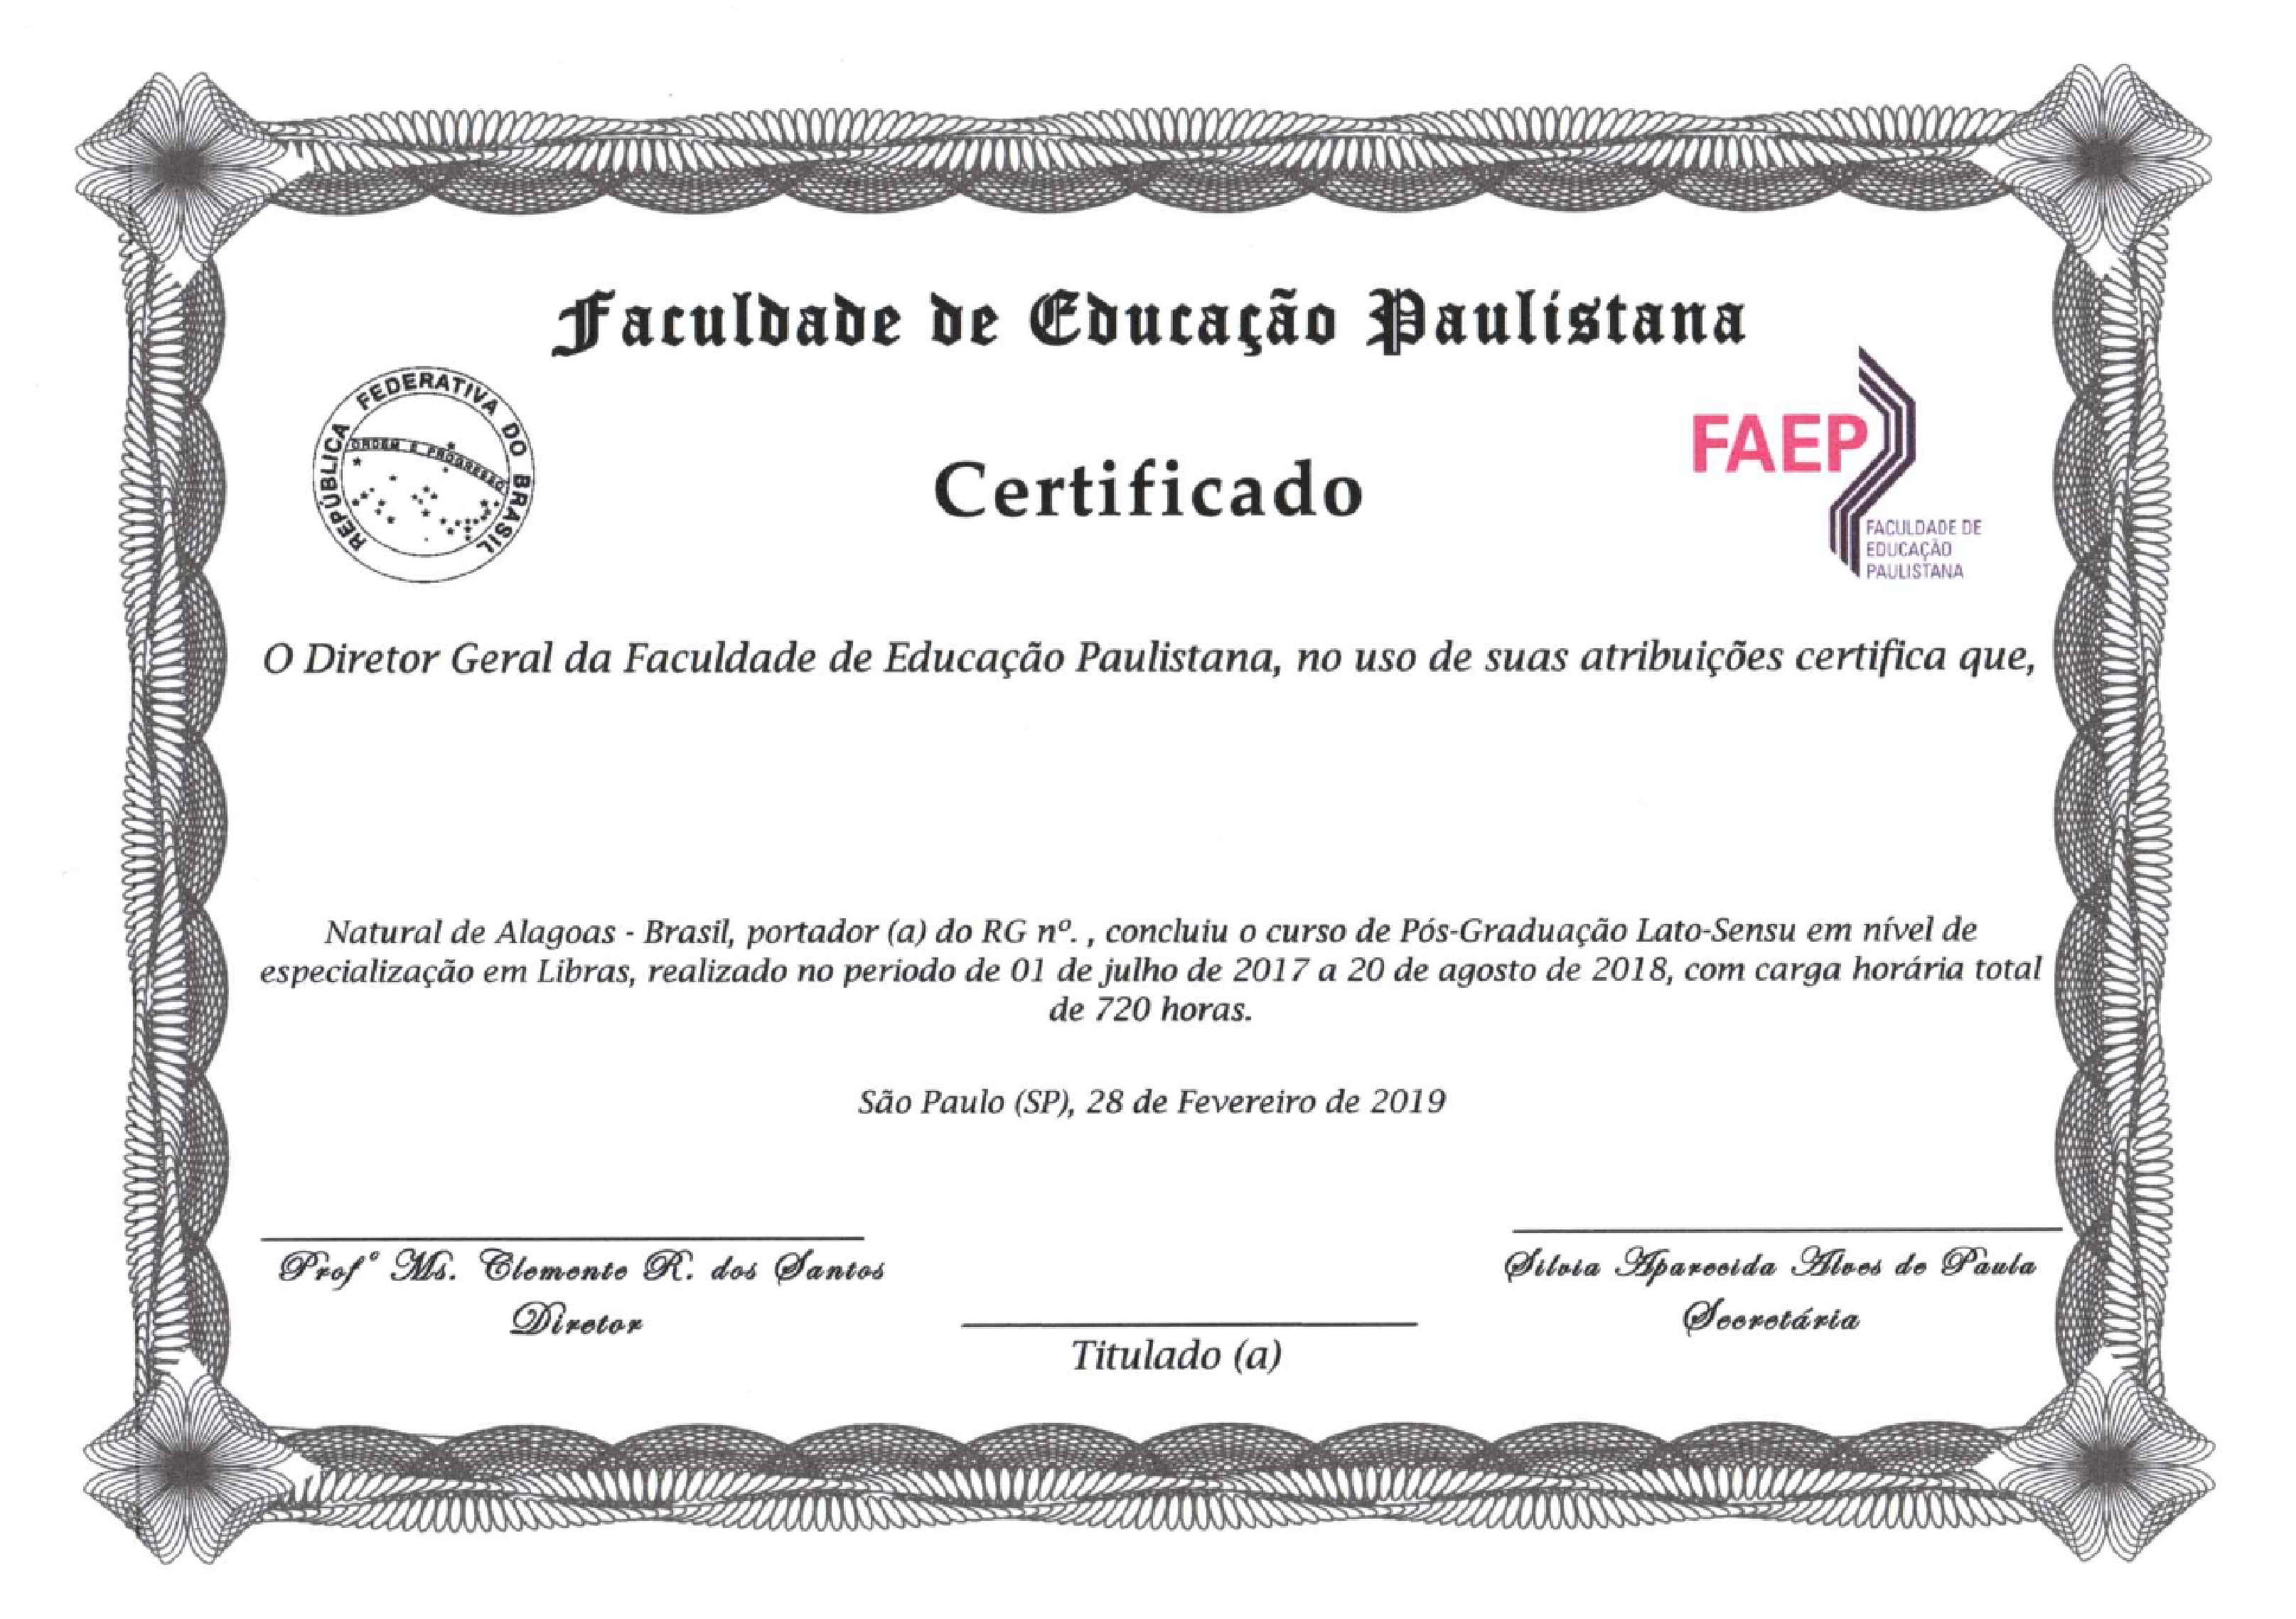 Faculdade de Educação Paulistana
REPÚBLICA FEDERATIVA DO BRASIL
ORDEM E PROGRESSO
Certificado
FAEP
FACULDADE DE
EDUCAÇÃO
PAULISTANA
O Diretor Geral da Faculdade de Educação Paulistana, no uso de suas atribuições certifica que,
Natural de Alagoas - Brasil, portador (a) do RG nº. , concluiu o curso de Pós-Graduação Lato-Sensu em nível de
especialização em Libras, realizado no periodo de 01 de julho de 2017 a 20 de agosto de 2018, com carga horária total
de 720 horas.
São Paulo (SP), 28 de Fevereiro de 2019
Profº Ms. Clemente R. dos Santos
Diretor
Silvia Aparecida Alves de Paula
Secretária
Titulado (a)